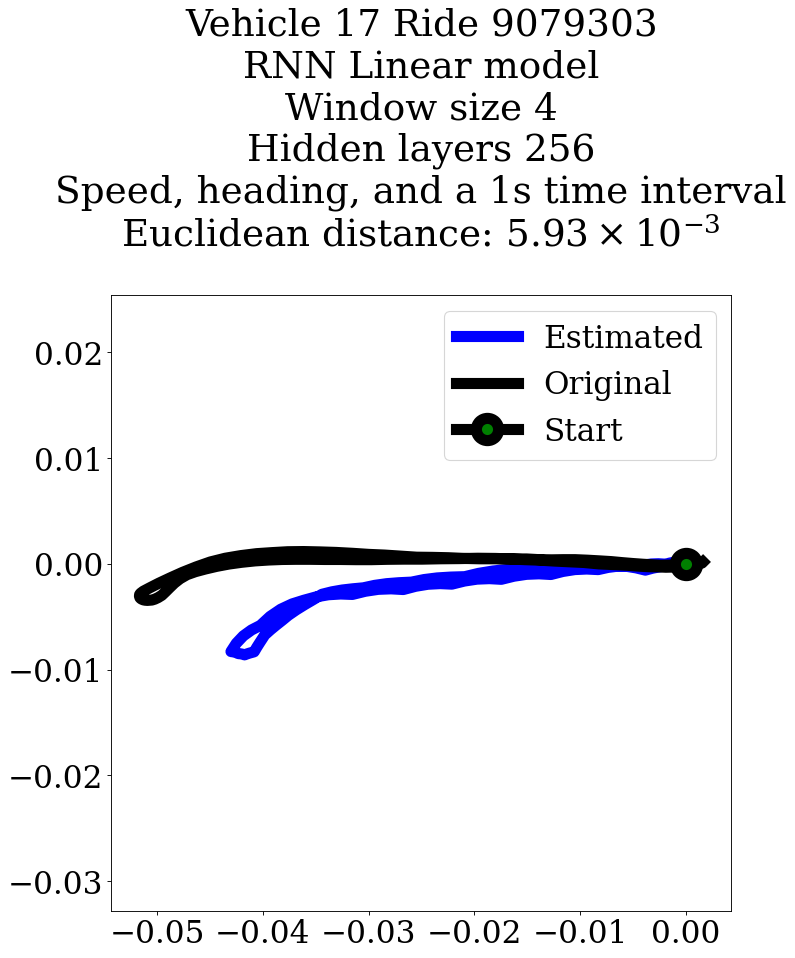 Vehicle 17 Ride 9079303
RNN Linear model
Window size 4
Hidden layers 256
Speed, heading, and a 1s time interval
Euclidean distance: 5.93 × 10⁻³
Estimated
Original
Start
0.02
0.01
0.00
−0.01
−0.02
−0.03
−0.05 −0.04 −0.03 −0.02 −0.01 0.00